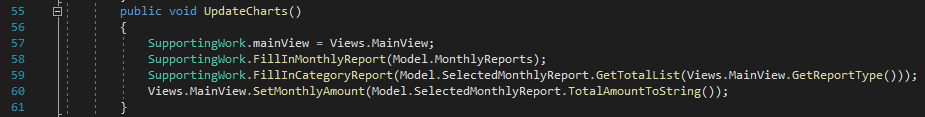 55 public void UpdateCharts()
56 {
57 SupportingWork.mainView = Views.MainView;
58 SupportingWork.FillInMonthlyReport(Model.MonthlyReports);
59 SupportingWork.FillInCategoryReport(Model.SelectedMonthlyReport.GetTotalList(Views.MainView.GetReportType()));
60 Views.MainView.SetMonthlyAmount(Model.SelectedMonthlyReport.TotalAmountToString());
61 }